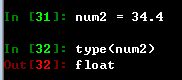 In [31]: num2 = 34.4
In [32]: type(num2)
Out[32]: float